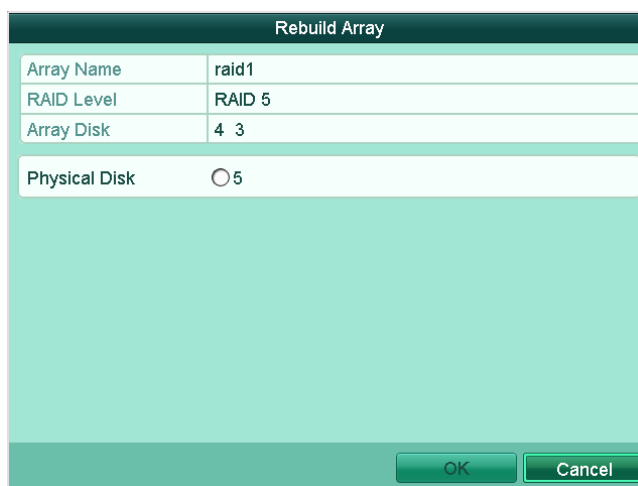 Rebuild Array
Array Name raid1
RAID Level RAID 5
Array Disk 4 3
Physical Disk 5
OK Cancel